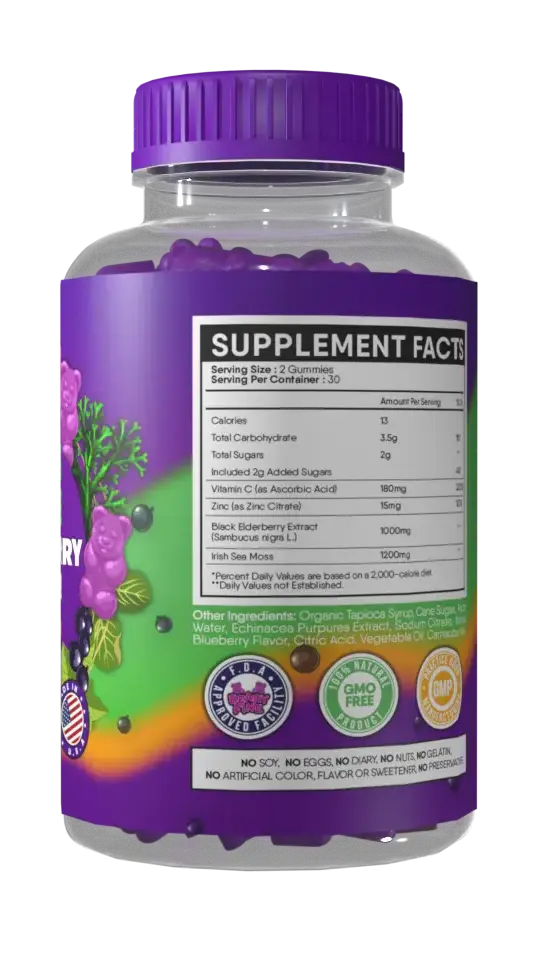 SUPPLEMENT FACTS
Serving Size : 2 Gummies
Serving Per Container : 30
Amount Per Serving
Calories 13
Total Carbohydrate 3.5g
Total Sugars 2g
Included 2g Added Sugars
Vitamin C (as Ascorbic Acid) 180mg
Zinc (as Zinc Citrate) 15mg
Black Elderberry Extract
(Sambucus nigra L.) 1000mg
Irish Sea Moss 1200mg
*Percent Daily Values are based on a 2,000-calorie diet
**Daily Values not Established.
RRY
Other Ingredients: Organic Tapioca Syrup, Cane Sugar,
Water, Echinacea Purpurea Extract, Sodium Citrate,
Blueberry Flavor, Citric Acid, Vegetable Oil,
F.D.A
APPROVED FACILITY
100% NATURAL
GMO
FREE
PRODUCT
GMP
MADE IN
NO SOY, NO EGGS, NO DIARY, NO NUTS, NO GELATIN,
NO ARTIFICIAL COLOR, FLAVOR OR SWEETENER, NO